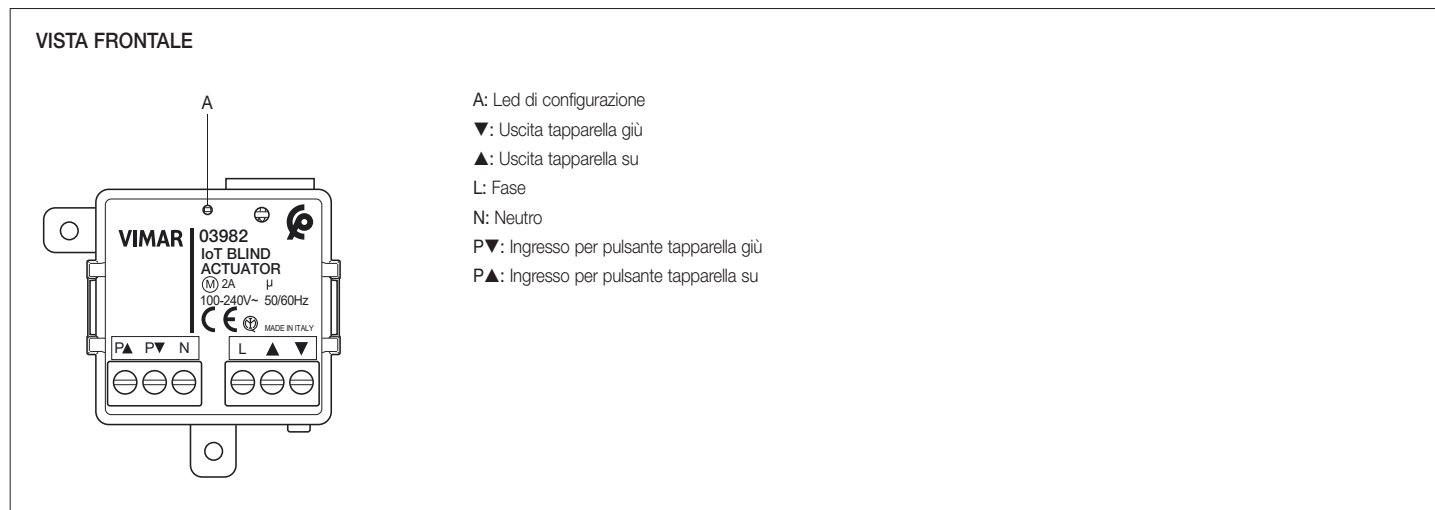 VISTA FRONTALE
A
A: Led di configurazione
▼: Uscita tapparella giù
▲: Uscita tapparella su
L: Fase
N: Neutro
P▼: Ingresso per pulsante tapparella giù
P▲: Ingresso per pulsante tapparella su
VIMAR
03982
IoT BLIND
ACTUATOR
M 2A µ
100-240V~ 50/60Hz
CE MADE IN ITALY
P▲ P▼ N L ▲ ▼